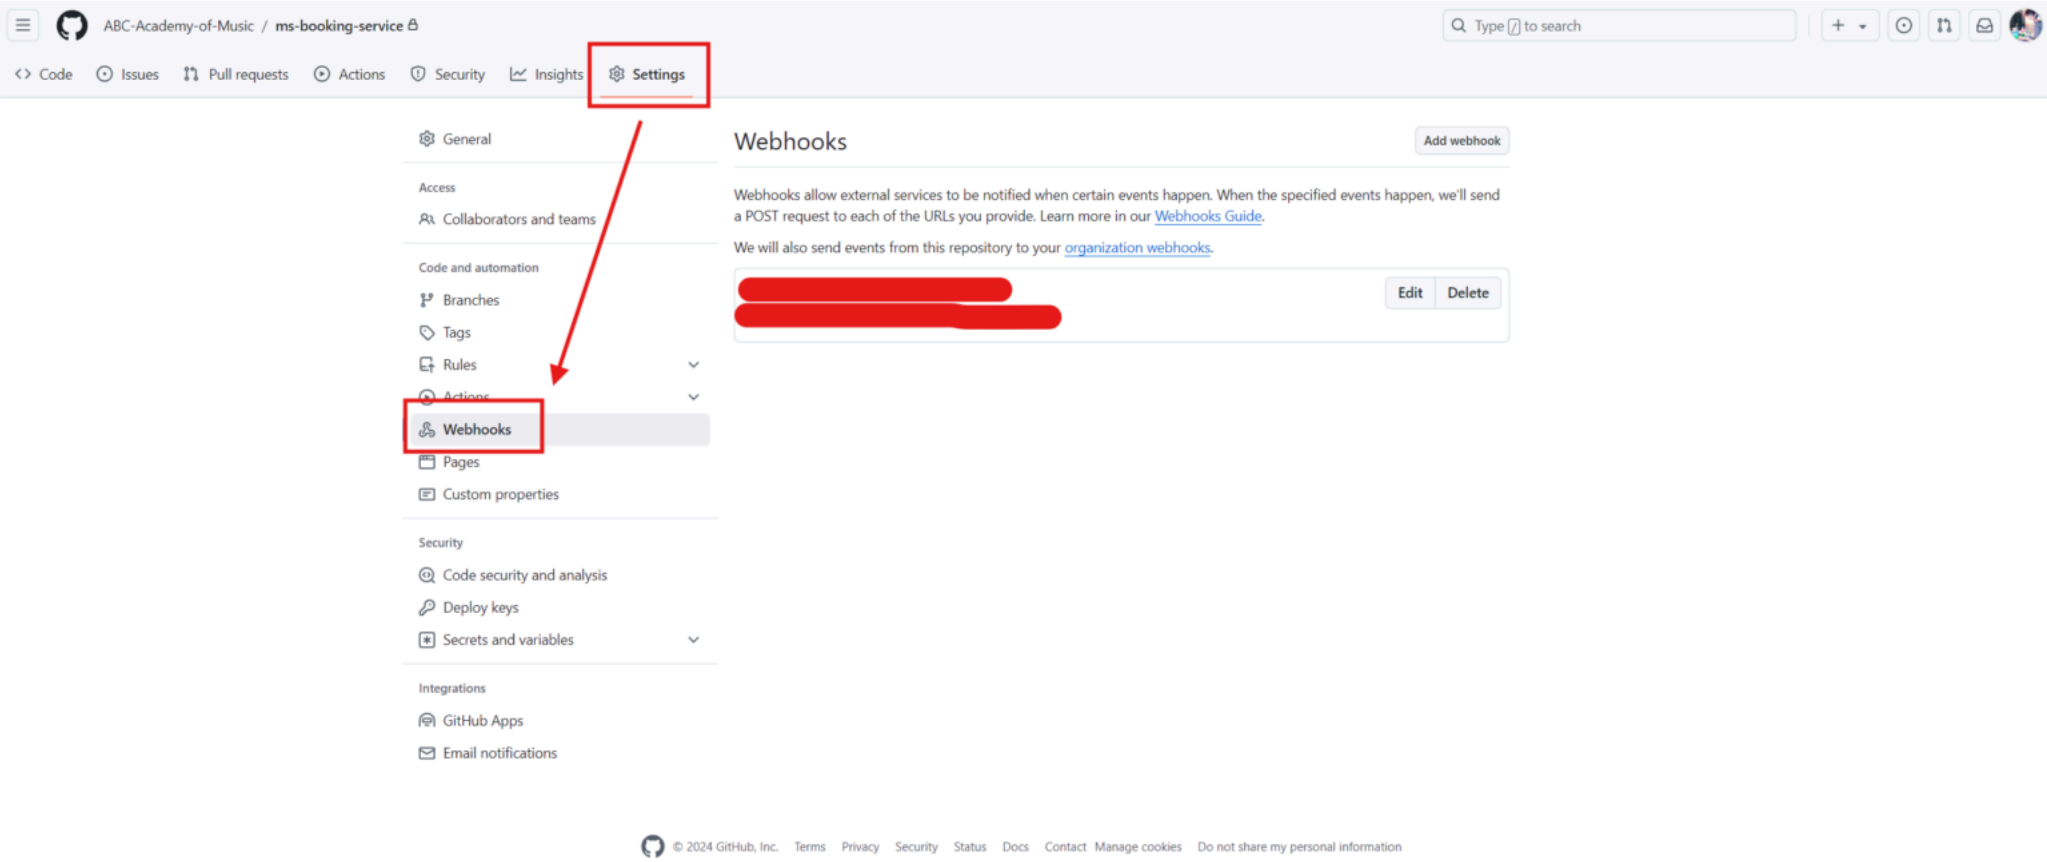 ABC-Academy-of-Music / ms-booking-service
Type / to search
Code Issues Pull requests Actions Security Insights Settings
General
Access
Collaborators and teams
Code and automation
Branches
Tags
Rules
Actions
Webhooks
Pages
Custom properties
Security
Code security and analysis
Deploy keys
Secrets and variables
Integrations
GitHub Apps
Email notifications
Webhooks
Add webhook
Webhooks allow external services to be notified when certain events happen. When the specified events happen, we'll send
a POST request to each of the URLs you provide. Learn more in our Webhooks Guide.
We will also send events from this repository to your organization webhooks.
Edit Delete
© 2024 GitHub, Inc. Terms Privacy Security Status Docs Contact Manage cookies Do not share my personal information